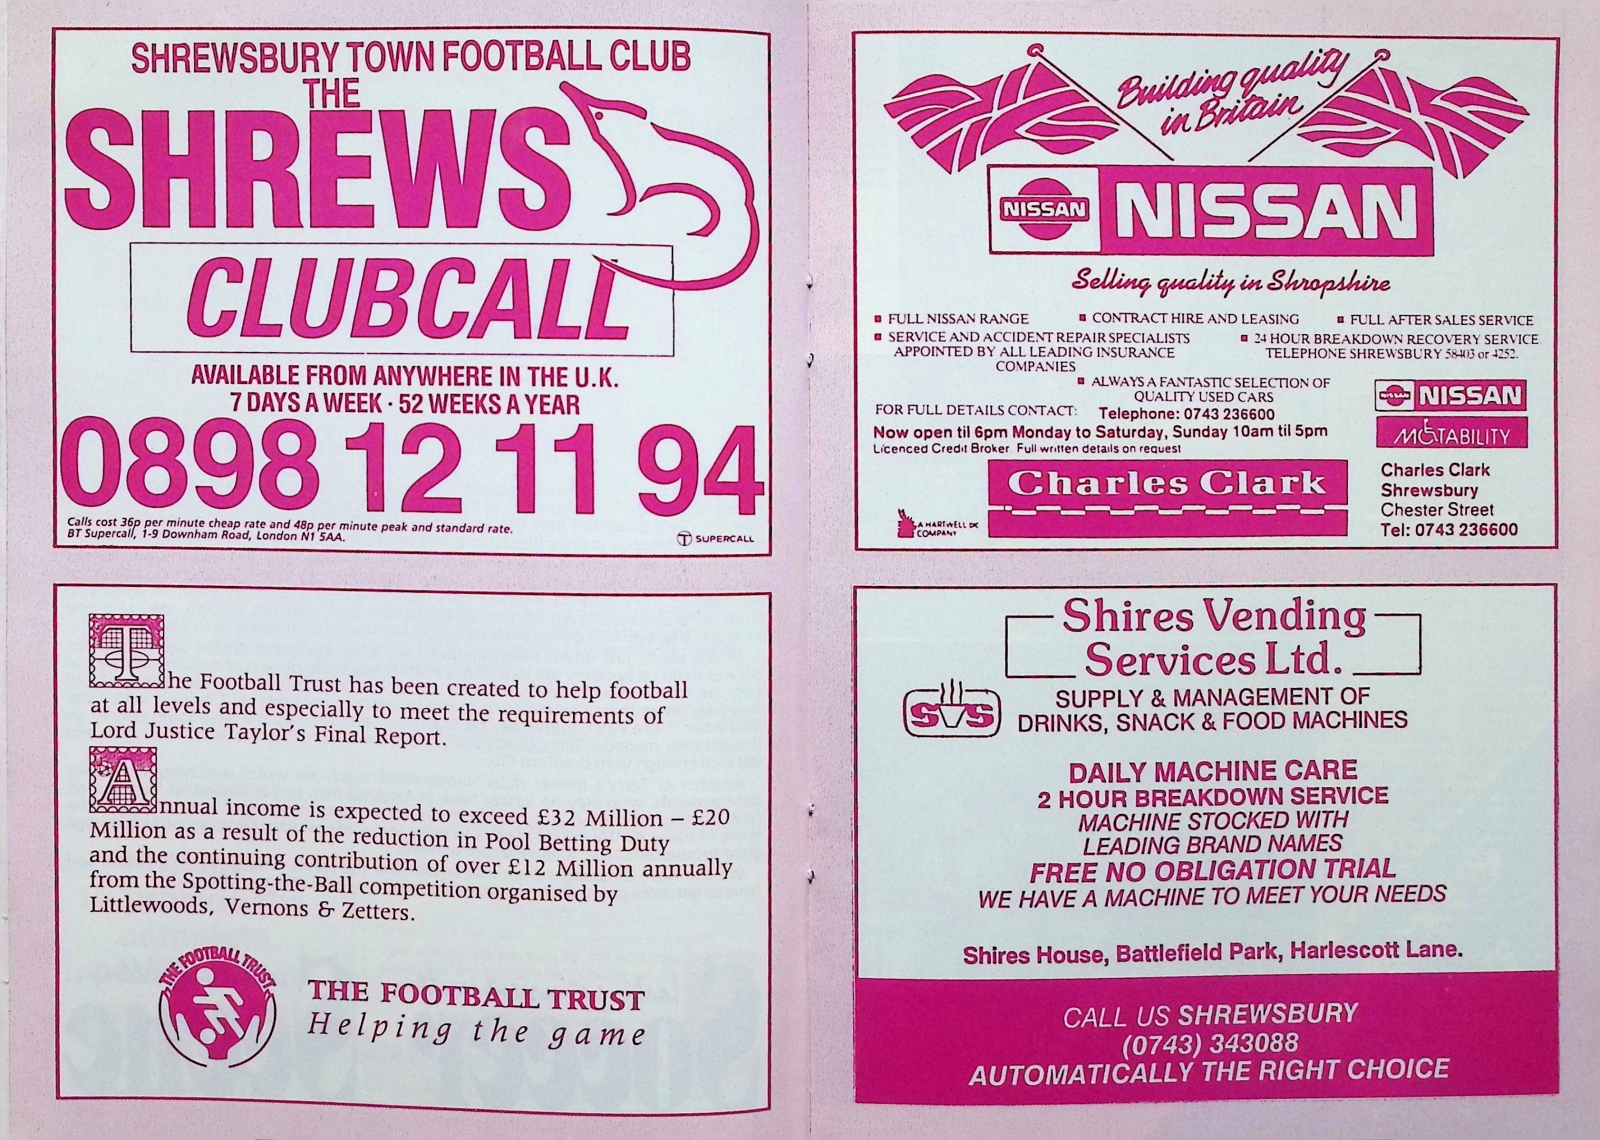 SHREWSBURY TOWN FOOTBALL CLUB
THE
SHREWS
CLUBCALL
AVAILABLE FROM ANYWHERE IN THE U.K.
7 DAYS A WEEK · 52 WEEKS A YEAR
0898 12 11 94
Calls cost 36p per minute cheap rate and 48p per minute peak and standard rate.
BT Supercall, 1-9 Downham Road, London N1 5AA.
T SUPERCALL
The Football Trust has been created to help football
at all levels and especially to meet the requirements of
Lord Justice Taylor's Final Report.
Annual income is expected to exceed £32 Million – £20
Million as a result of the reduction in Pool Betting Duty
and the continuing contribution of over £12 Million annually
from the Spotting-the-Ball competition organised by
Littlewoods, Vernons & Zetters.
THE FOOTBALL TRUST
THE FOOTBALL TRUST
Helping the game
Building quality
in Britain
NISSAN
NISSAN
Selling quality in Shropshire
FULL NISSAN RANGE
CONTRACT HIRE AND LEASING
FULL AFTER SALES SERVICE
SERVICE AND ACCIDENT REPAIR SPECIALISTS
APPOINTED BY ALL LEADING INSURANCE
COMPANIES
24 HOUR BREAKDOWN RECOVERY SERVICE
TELEPHONE SHREWSBURY 58403 or 4252.
ALWAYS A FANTASTIC SELECTION OF
QUALITY USED CARS
FOR FULL DETAILS CONTACT: Telephone: 0743 236600
Now open til 6pm Monday to Saturday, Sunday 10am til 5pm
Licenced Credit Broker. Full written details on request
NISSAN
MOTABILITY
Charles Clark
A HARTWELL
COMPANY
Charles Clark
Shrewsbury
Chester Street
Tel: 0743 236600
Shires Vending
Services Ltd.
SVS
SUPPLY & MANAGEMENT OF
DRINKS, SNACK & FOOD MACHINES
DAILY MACHINE CARE
2 HOUR BREAKDOWN SERVICE
MACHINE STOCKED WITH
LEADING BRAND NAMES
FREE NO OBLIGATION TRIAL
WE HAVE A MACHINE TO MEET YOUR NEEDS
Shires House, Battlefield Park, Harlescott Lane.
CALL US SHREWSBURY
(0743) 343088
AUTOMATICALLY THE RIGHT CHOICE